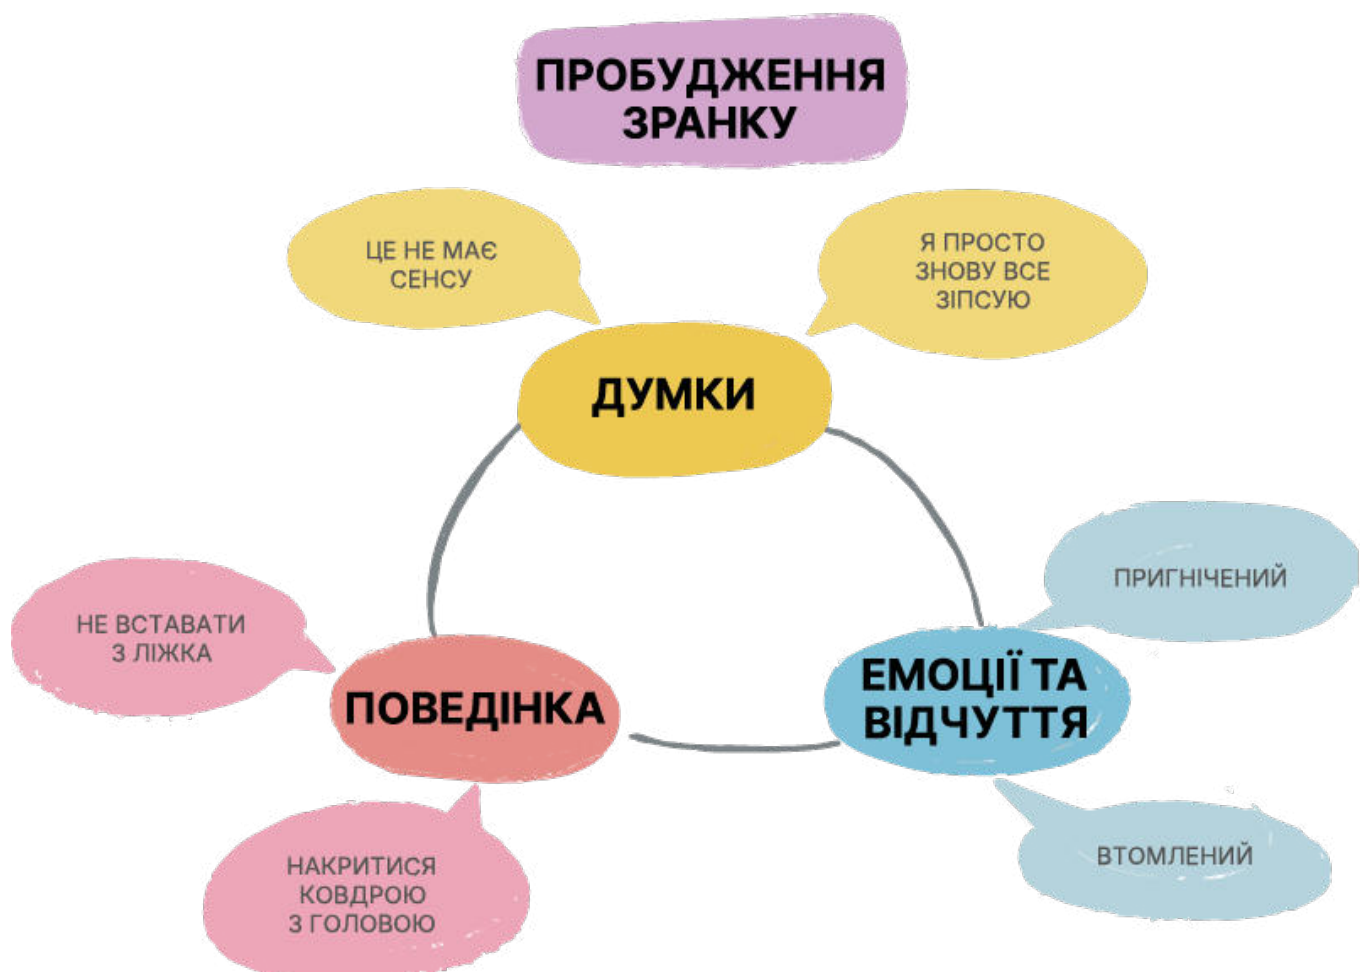 ПРОБУДЖЕННЯ
ЗРАНКУ
ЦЕ НЕ МАЄ
СЕНСУ
Я ПРОСТО
ЗНОВУ ВСЕ
ЗІПСУЮ
ДУМКИ
ПРИГНІЧЕНИЙ
НЕ ВСТАВАТИ
З ЛІЖКА
ПОВЕДІНКА
ЕМОЦІЇ ТА
ВІДЧУТТЯ
НАКРИТИСЯ
КОВДРОЮ
З ГОЛОВОЮ
ВТОМЛЕНИЙ